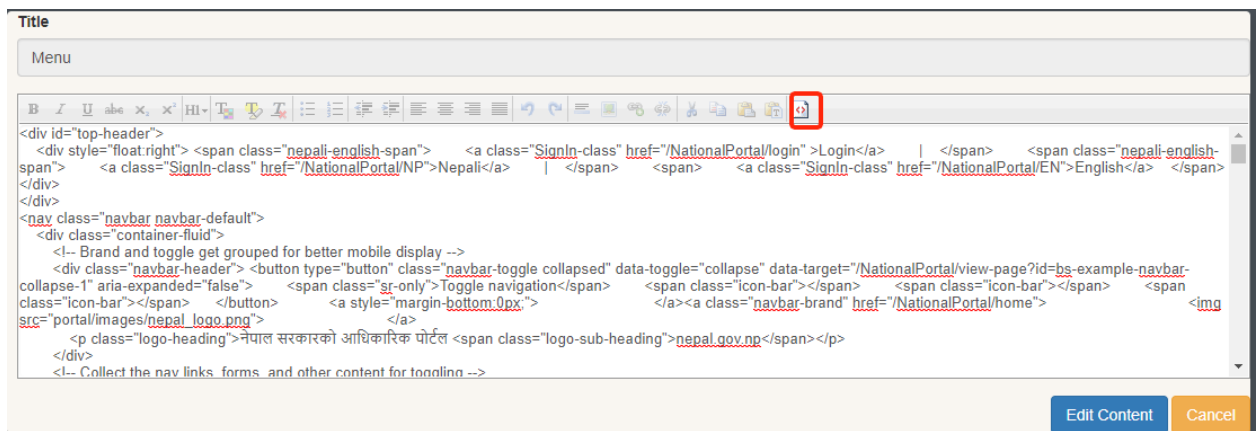 Title
Menu
B I U abc X₂ X² H1
<div id="top-header">
<div style="float:right"> <span class="nepali-english-span"> <a class="SignIn-class" href="/NationalPortal/login" >Login</a> | </span> <span class="nepali-english-
span"> <a class="SignIn-class" href="/NationalPortal/NP">Nepali</a> | </span> <span> <a class="SignIn-class" href="/NationalPortal/EN">English</a> </span>
</div>
</div>
<nav class="navbar navbar-default">
<div class="container-fluid">
<!-- Brand and toggle get grouped for better mobile display -->
<div class="navbar-header"> <button type="button" class="navbar-toggle collapsed" data-toggle="collapse" data-target="/NationalPortal/view-page?id=bs-example-navbar-
collapse-1" aria-expanded="false"> <span class="sr-only">Toggle navigation</span> <span class="icon-bar"></span> <span class="icon-bar"></span> <span
class="icon-bar"></span> </button> <a style="margin-bottom:0px;"> </a><a class="navbar-brand" href="/NationalPortal/home"> <img
src="portal/images/nepal_logo.png"> </a>
<p class="logo-heading">नेपाल सरकारको आधिकारिक पोर्टल <span class="logo-sub-heading">nepal.gov.np</span></p>
</div>
<!-- Collect the nav links, forms, and other content for toggling -->
Edit Content Cancel